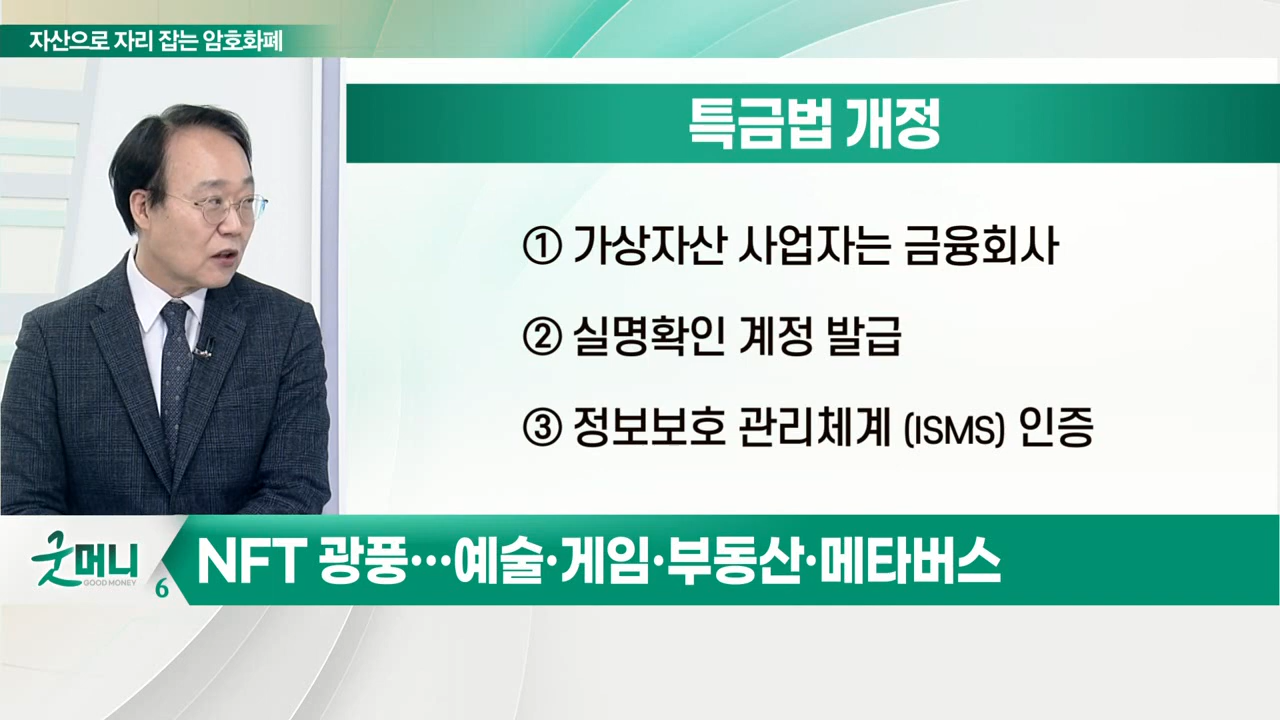 자산으로 자리 잡는 암호화폐
특금법 개정
① 가상자산 사업자는 금융회사
② 실명확인 계정 발급
③ 정보보호 관리체계 (ISMS) 인증
굿머니
GOOD MONEY
6
NFT 광풍…예술·게임·부동산·메타버스